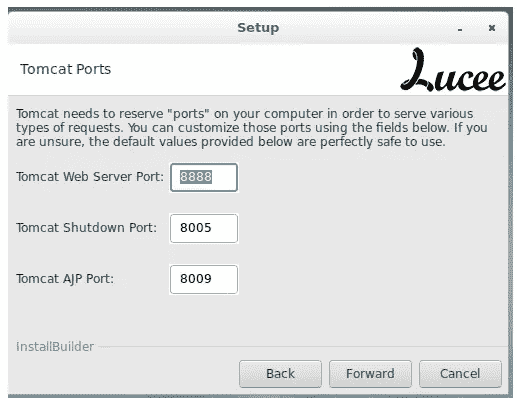 Setup
Tomcat Ports
Lucee
Tomcat needs to reserve "ports" on your computer in order to serve various
types of requests. You can customize those ports using the fields below. If you
are unsure, the default values provided below are perfectly safe to use.
Tomcat Web Server Port: 8888
Tomcat Shutdown Port: 8005
Tomcat AJP Port: 8009
InstallBuilder
Back Forward Cancel